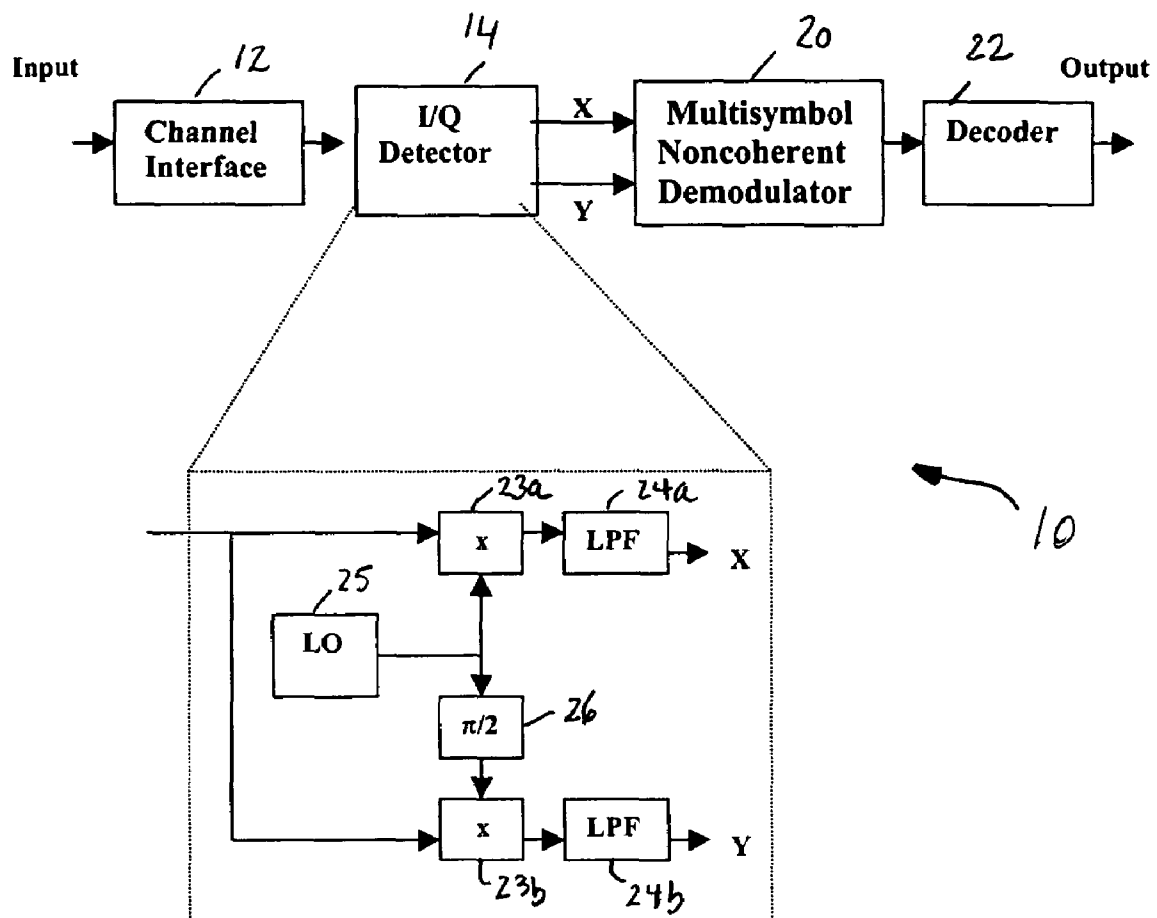 12
14
20
22
Input
Output
Channel
Interface
I/Q
Detector
X
Y
Multisymbol
Noncoherent
Demodulator
Decoder
23a
24a
x
LPF
X
10
25
LO
π/2
26
x
LPF
Y
23b
24b